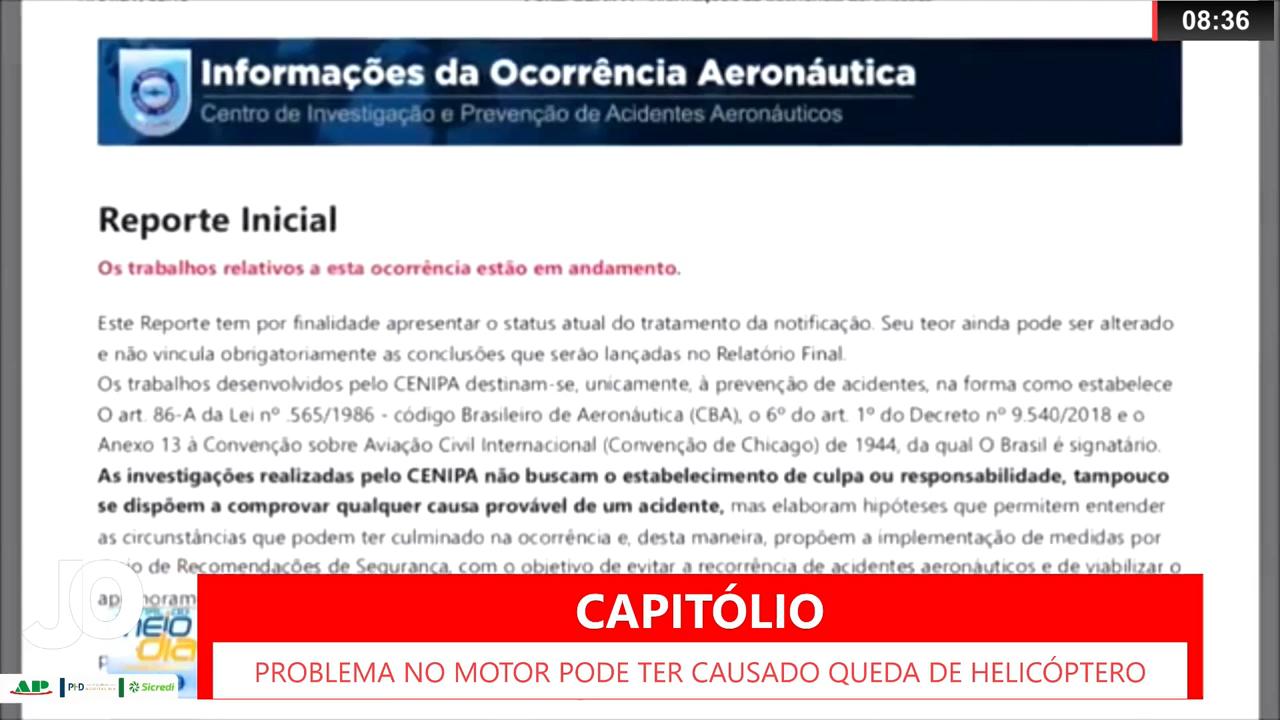 08:36
Informações da Ocorrência Aeronáutica
Centro de Investigação e Prevenção de Acidentes Aeronáuticos
Reporte Inicial
Os trabalhos relativos a esta ocorrência estão em andamento.
Este Reporte tem por finalidade apresentar o status atual do tratamento da notificação. Seu teor ainda pode ser alterado
e não vincula obrigatoriamente as conclusões que serão lançadas no Relatório Final.
Os trabalhos desenvolvidos pelo CENIPA destinam-se, unicamente, à prevenção de acidentes, na forma como estabelece
O art. 86-A da Lei nº .565/1986 - código Brasileiro de Aeronáutica (CBA), o 6º do art. 1º do Decreto nº 9.540/2018 e o
Anexo 13 à Convenção sobre Aviação Civil Internacional (Convenção de Chicago) de 1944, da qual O Brasil é signatário.
As investigações realizadas pelo CENIPA não buscam o estabelecimento de culpa ou responsabilidade, tampouco
se dispõem a comprovar qualquer causa provável de um acidente, mas elaboram hipóteses que permitem entender
as circunstâncias que podem ter culminado na ocorrência e, desta maneira, propõem a implementação de medidas por
de Recomendações de Segurança, com o objetivo de evitar a recorrência de acidentes aeronáuticos e de viabilizar o
JO
MEIO
dia
CAPITÓLIO
PROBLEMA NO MOTOR PODE TER CAUSADO QUEDA DE HELICÓPTERO
AP PHD Sicredi